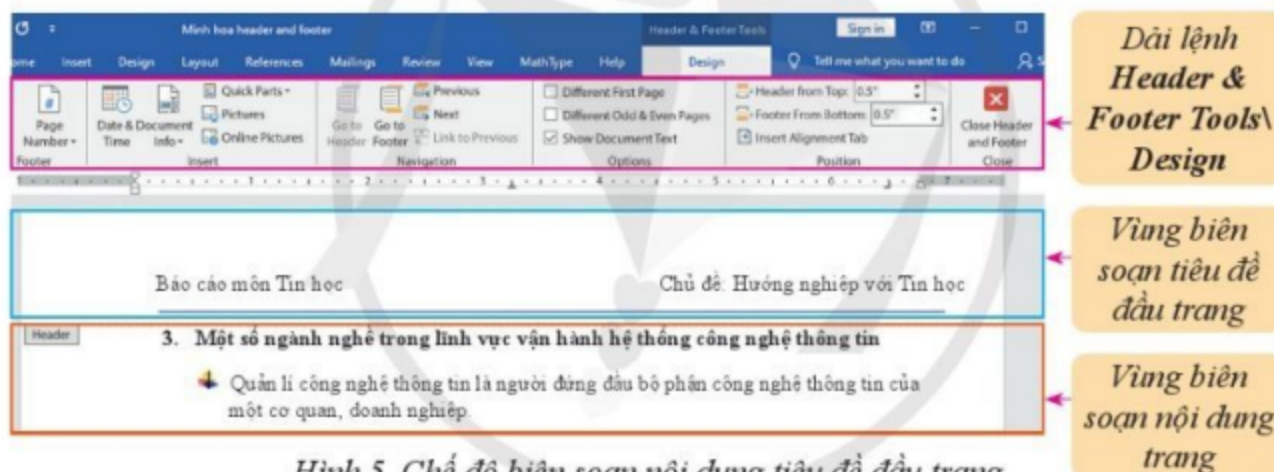 Minh hoa header and footer
Header & Footer Tools
Sign in
ome Insert Design Layout References Mailings Review View MathType Help Design Tell me what you want to do
Page Number
Date & Time
Document Info
Quick Parts
Pictures
Online Pictures
Go to Header
Go to Footer
Previous
Next
Link to Previous
Different First Page
Different Odd & Even Pages
Show Document Text
Header from Top: 0.5"
Footer From Bottom: 0.5"
Insert Alignment Tab
Close Header and Footer
Footer Insert Navigation Options Position Close
1 1 2 3 4 5 6 7
Dải lệnh
Header &
Footer Tools\
Design
Báo cáo môn Tin học Chủ đề: Hướng nghiệp với Tin học
Vùng biên
soạn tiêu đề
đầu trang
Header
3. Một số ngành nghề trong lĩnh vực vận hành hệ thống công nghệ thông tin
Quản lí công nghệ thông tin là người đứng đầu bộ phận công nghệ thông tin của
một cơ quan, doanh nghiệp.
Vùng biên
soạn nội dung
trang
Hình 5. Chế độ biên soạn nội dung tiêu đề đầu trang